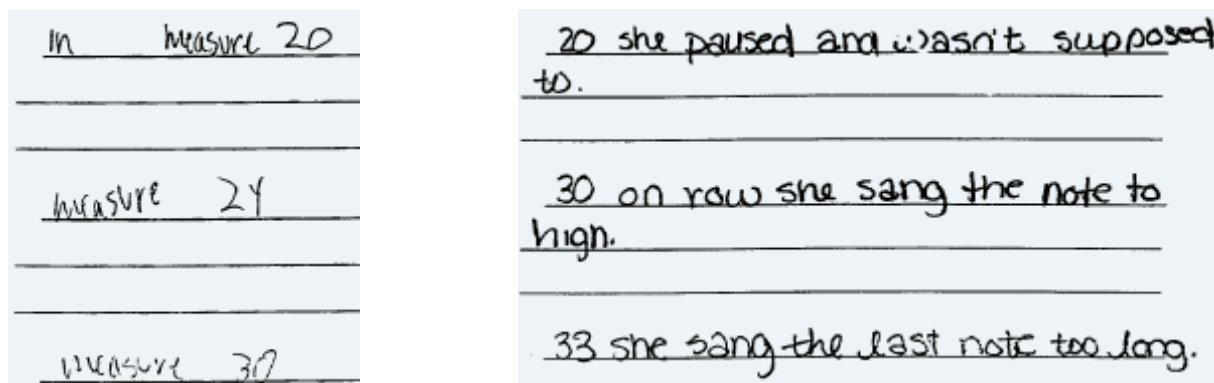 In measure 20
measure 24
measure 30
20 she paused and wasn't supposed
to.
30 on row she sang the note to
high.
33 she sang the last note too long.